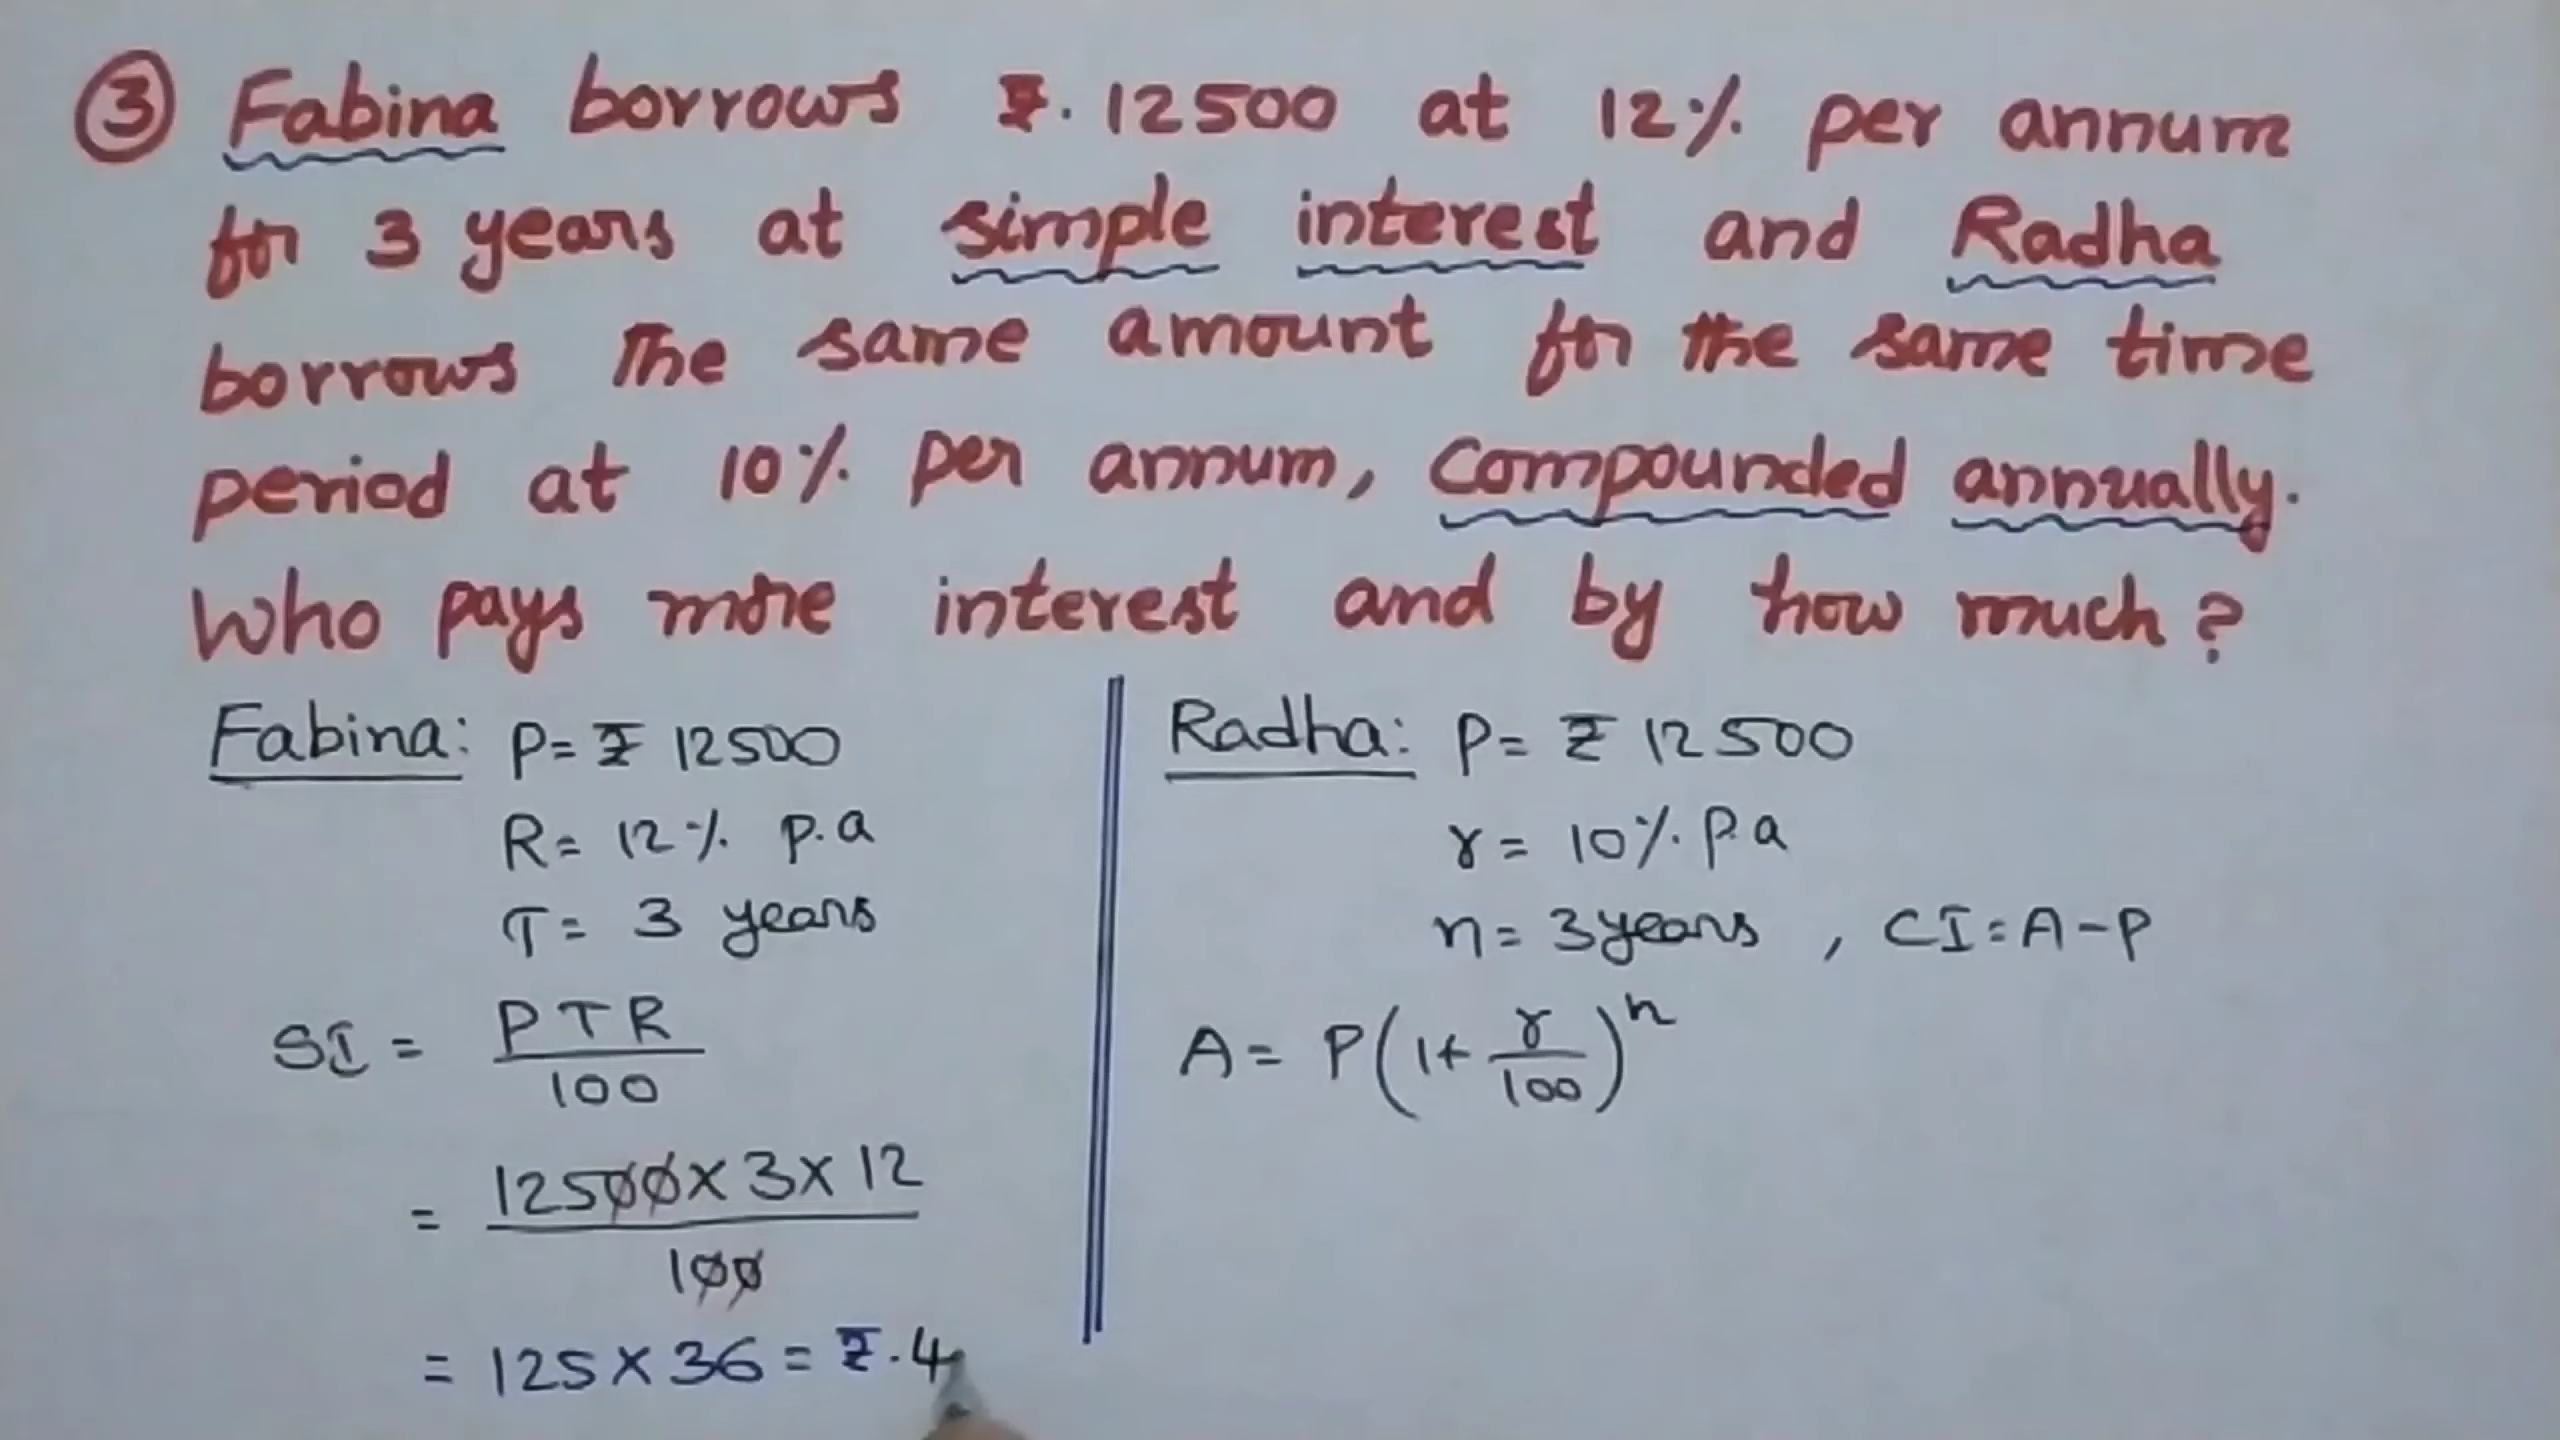 ③ Fabina borrows ₹. 12500 at 12% per annum
for 3 years at simple interest and Radha
borrows the same amount for the same time
period at 10% per annum, compounded annually.
Who pays more interest and by how much?
Fabina: P= ₹ 12500
R= 12% p.a
T= 3 years
SI = PTR/100
= 12500 x 3 x 12/100
= 125 x 36 = ₹.4
Radha: P= ₹ 12500
r = 10% p.a
n= 3years , CI=A-P
A= P(1+ r/100)^n